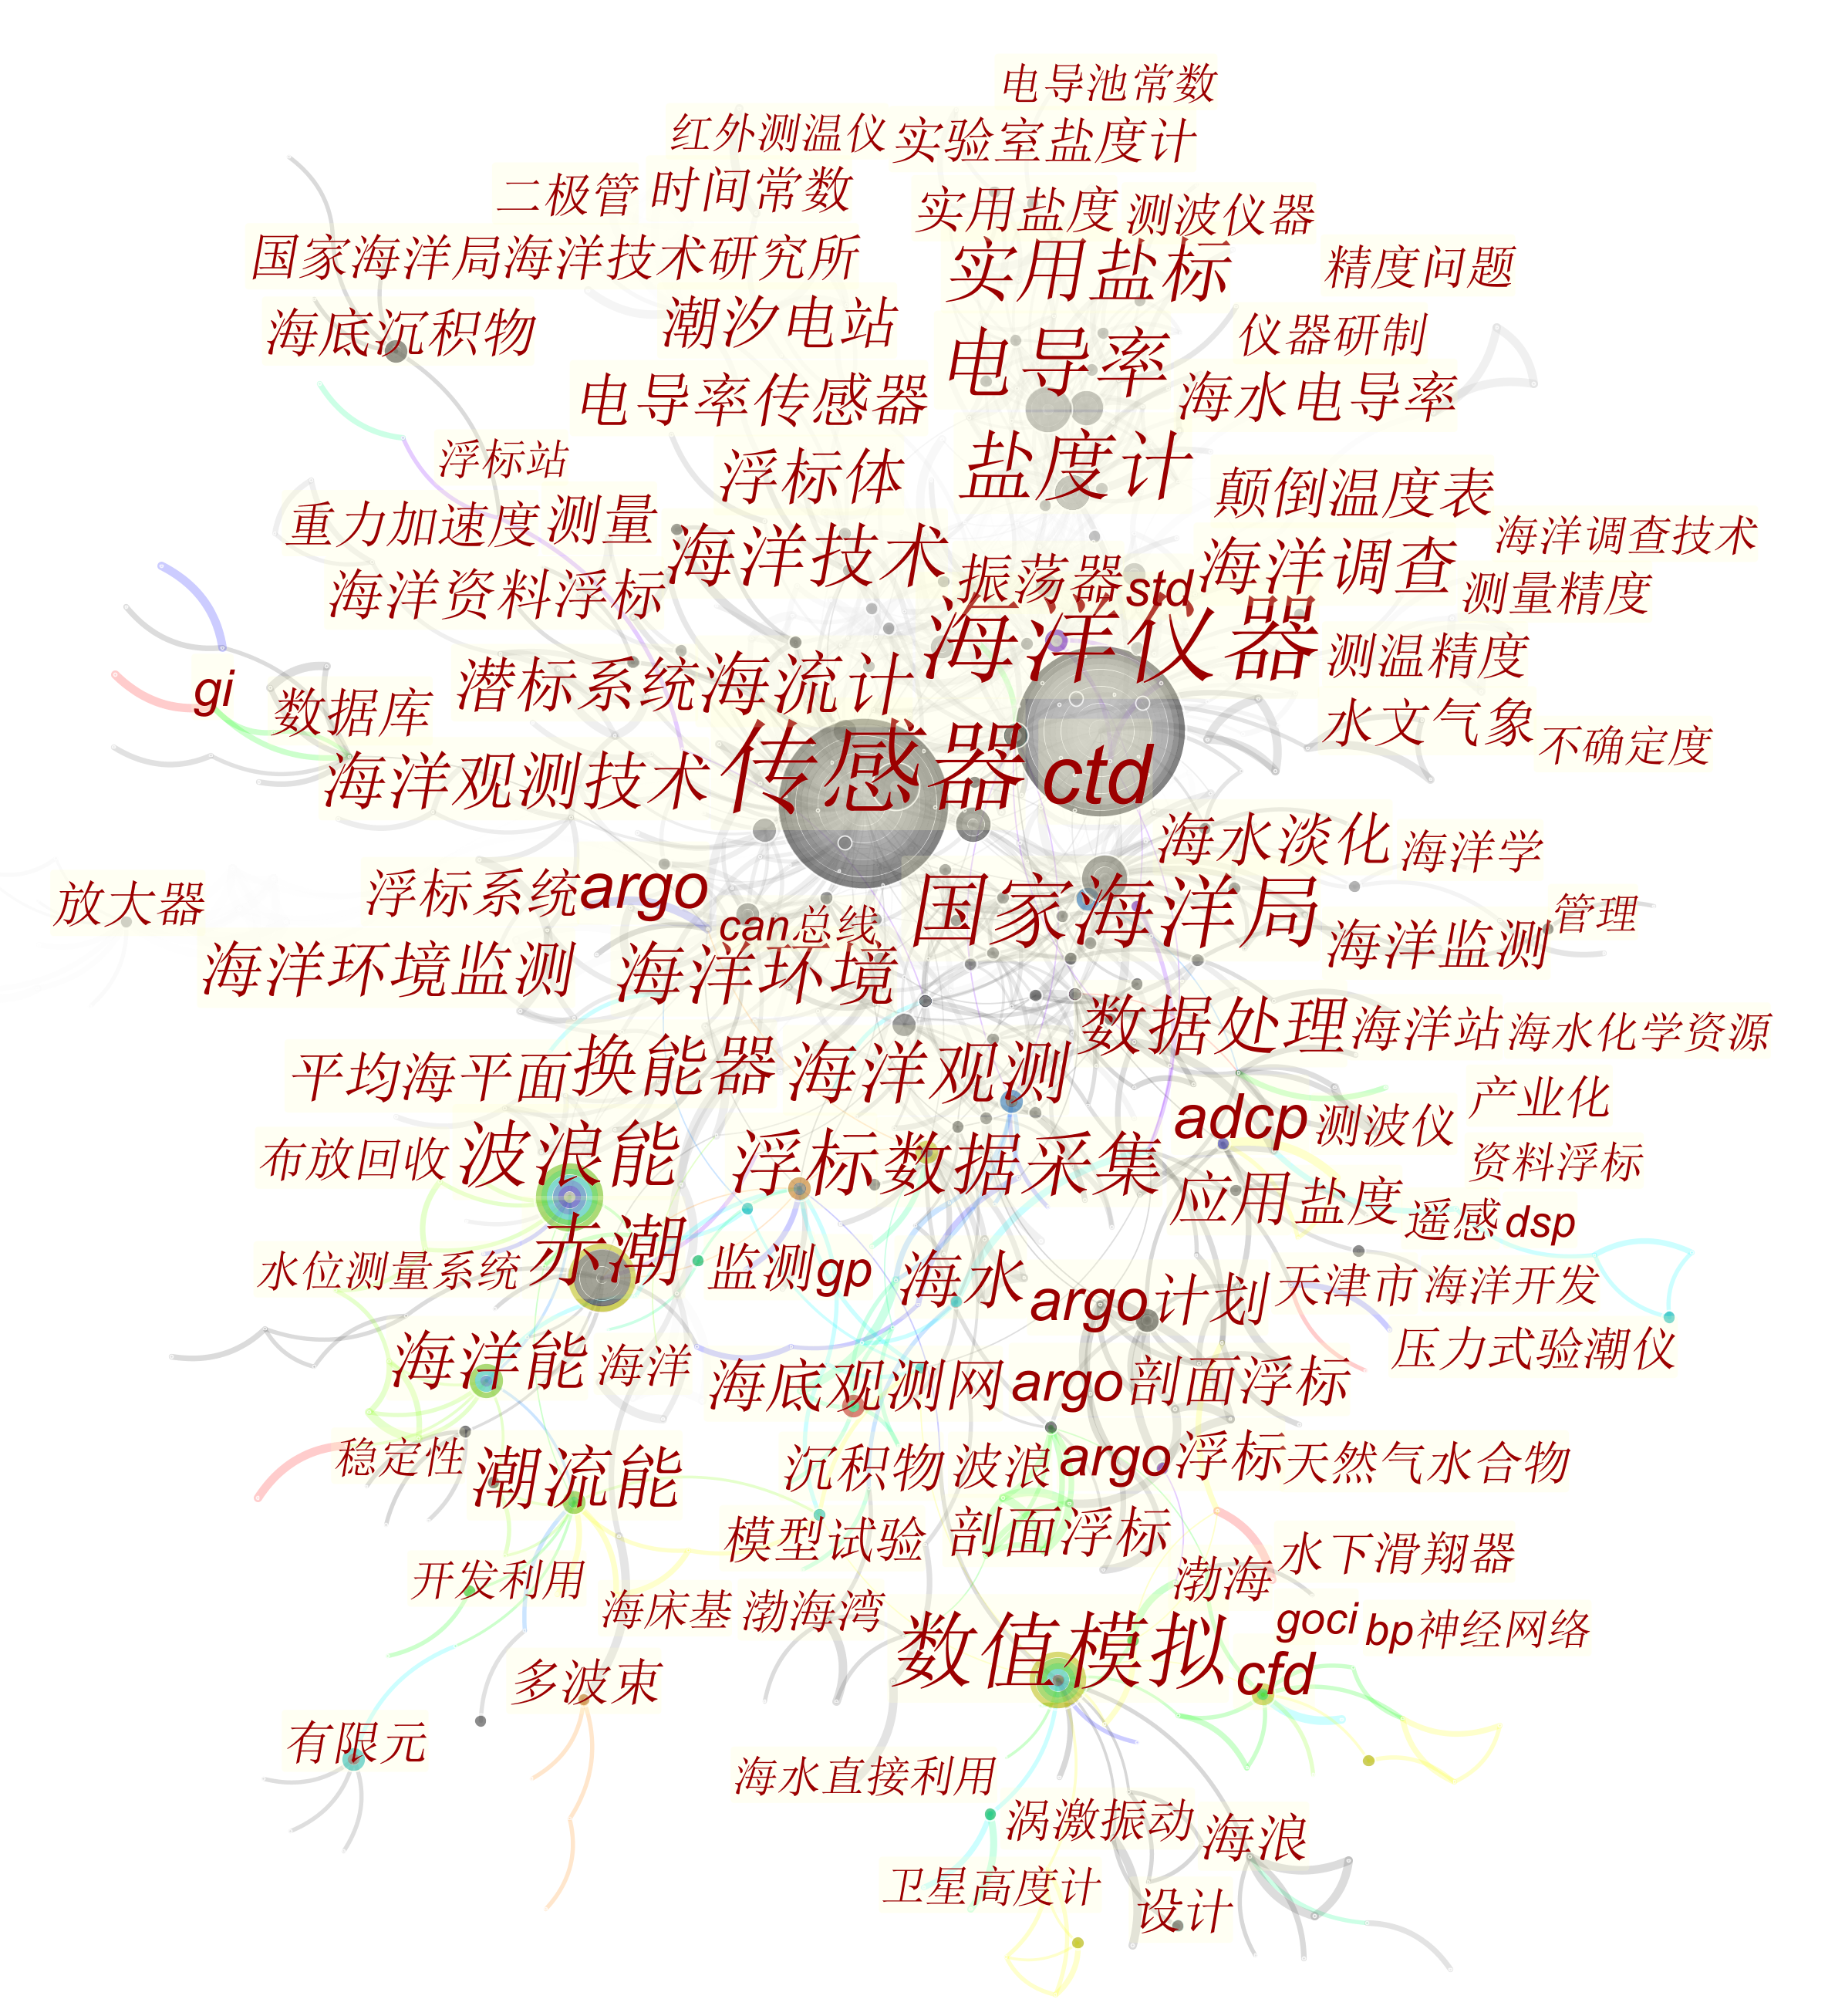 电导池常数
红外测温仪 实验室盐度计
二极管 时间常数
实用盐度 测波仪器
国家海洋局海洋技术研究所
实用盐标
精度问题
海底沉积物
潮汐电站
仪器研制
电导率
电导率传感器
海水电导率
浮标站
浮标体
盐度计
颠倒温度表
重力加速度 测量
海洋技术
海洋调查技术
海洋资料浮标
振荡器 std
海洋调查
测量精度
海洋仪器
测温精度
gi
数据库
潜标系统 海流计
水文气象
不确定度
海洋观测技术
传感器
ctd
海水淡化
海洋学
放大器
浮标系统
argo
can总线
国家海洋局
海洋监测
管理
海洋环境监测
海洋环境
数据处理
海洋站
海水化学资源
平均海平面
换能器
海洋观测
adcp
测波仪
产业化
布放回收
波浪能
浮标
数据采集
资料浮标
应用
盐度
遥感
dsp
水位测量系统
赤潮
监测
gp
海水
argo计划
天津市
海洋开发
海洋能
海洋
海底观测网
argo剖面浮标
压力式验潮仪
稳定性
潮流能
沉积物
波浪
argo浮标
天然气水合物
模型试验
剖面浮标
水下滑翔器
开发利用
渤海
海床基
渤海湾
数值模拟
goci
bp神经网络
多波束
cfd
有限元
海水直接利用
涡激振动
海浪
卫星高度计
设计